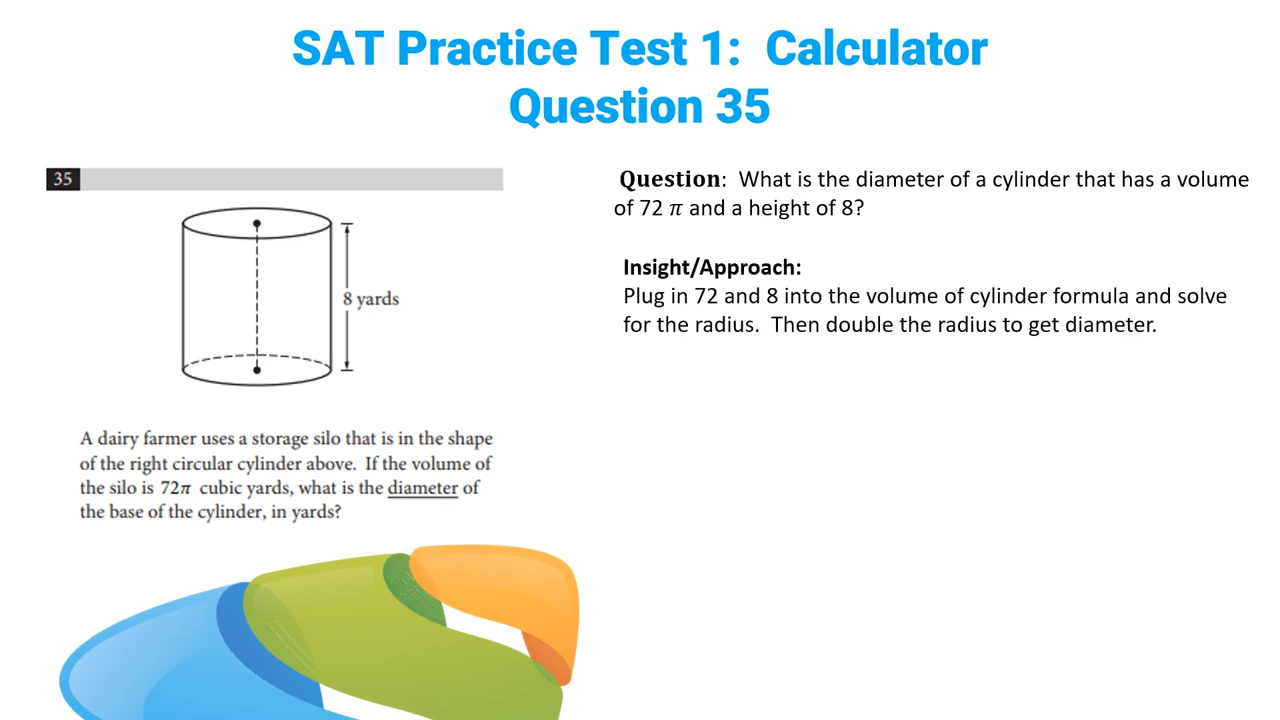 SAT Practice Test 1:  Calculator
Question 35
35
8 yards
A dairy farmer uses a storage silo that is in the shape
of the right circular cylinder above.  If the volume of
the silo is 72π cubic yards, what is the diameter of
the base of the cylinder, in yards?
Question:  What is the diameter of a cylinder that has a volume
of 72 𝜋 and a height of 8?
Insight/Approach:
Plug in 72 and 8 into the volume of cylinder formula and solve
for the radius.  Then double the radius to get diameter.